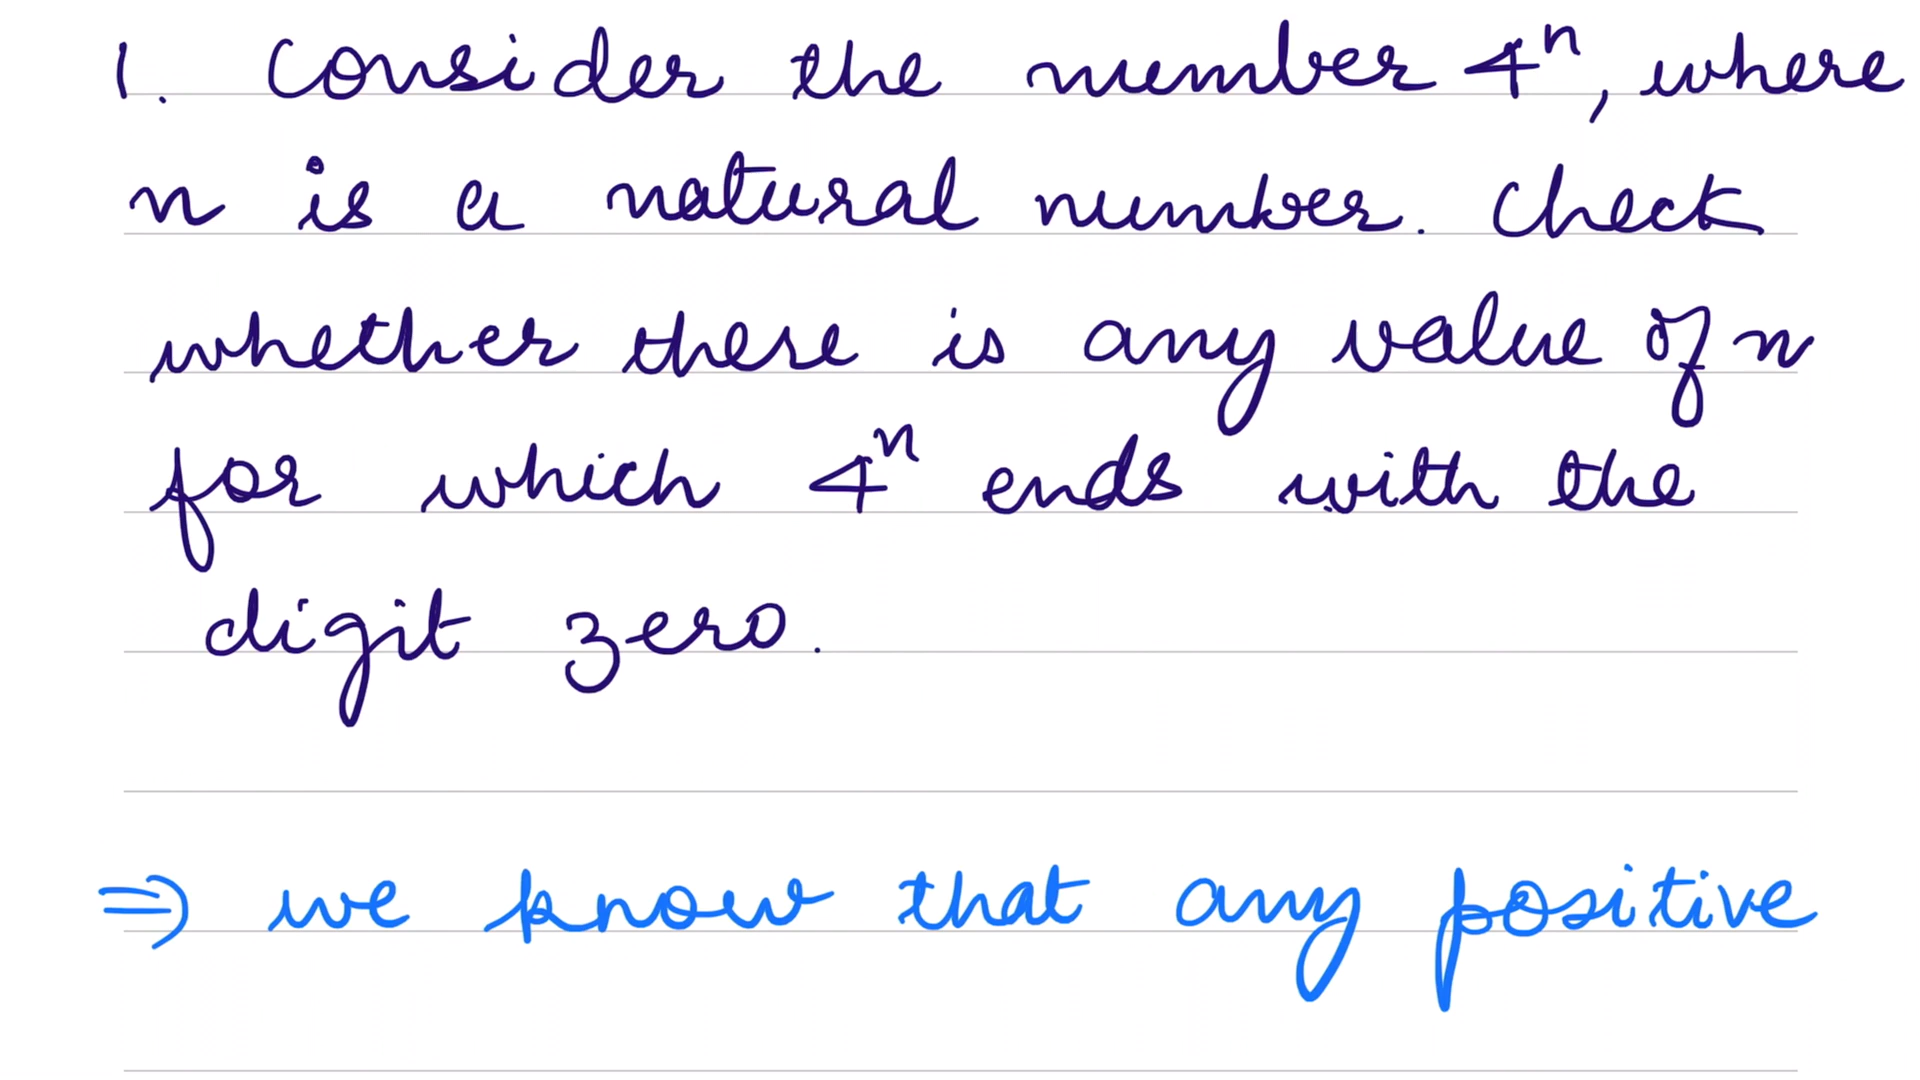 1. Consider the number 4ⁿ, where
n is a natural number. Check
whether there is any value of n
for which 4ⁿ ends with the
digit zero.
⇒ we know that any positive